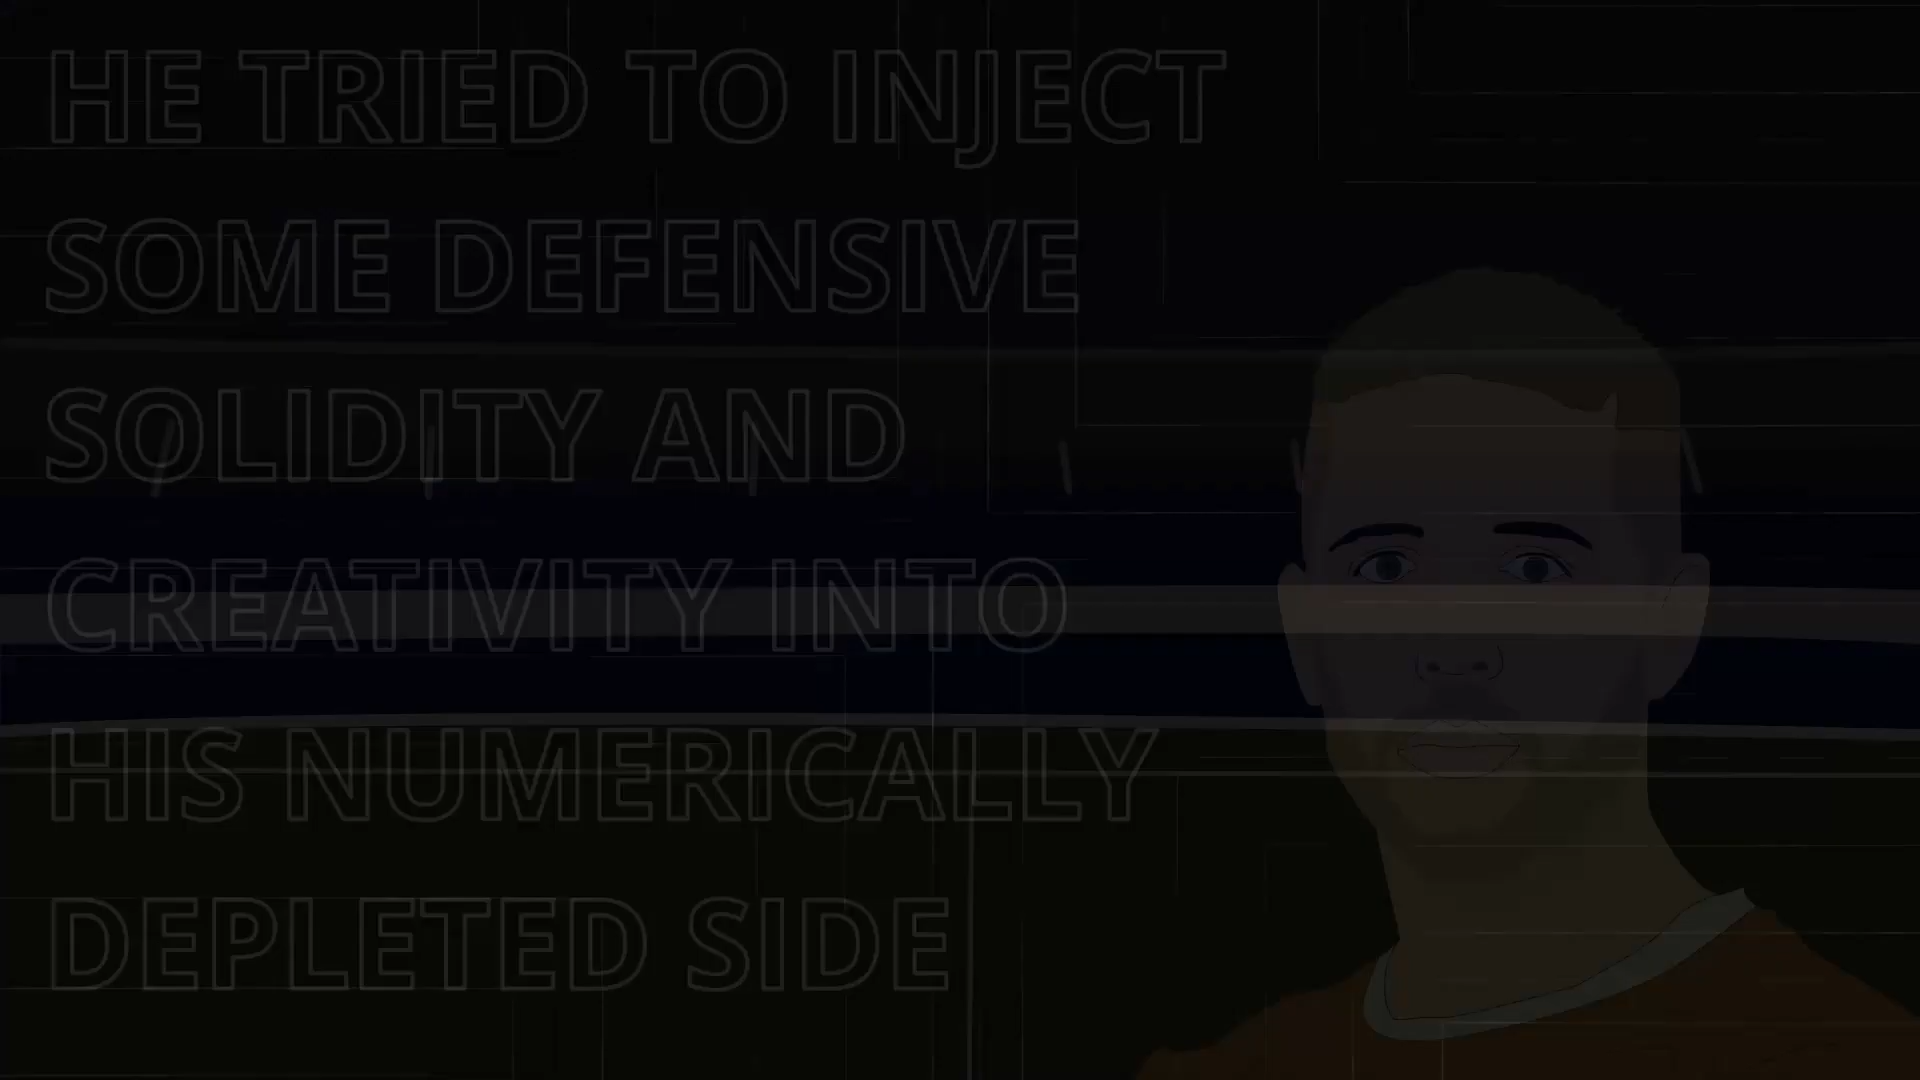 HE TRIED TO INJECT
SOME DEFENSIVE
SOLIDITY AND
CREATIVITY INTO
HIS NUMERICALLY
DEPLETED SIDE